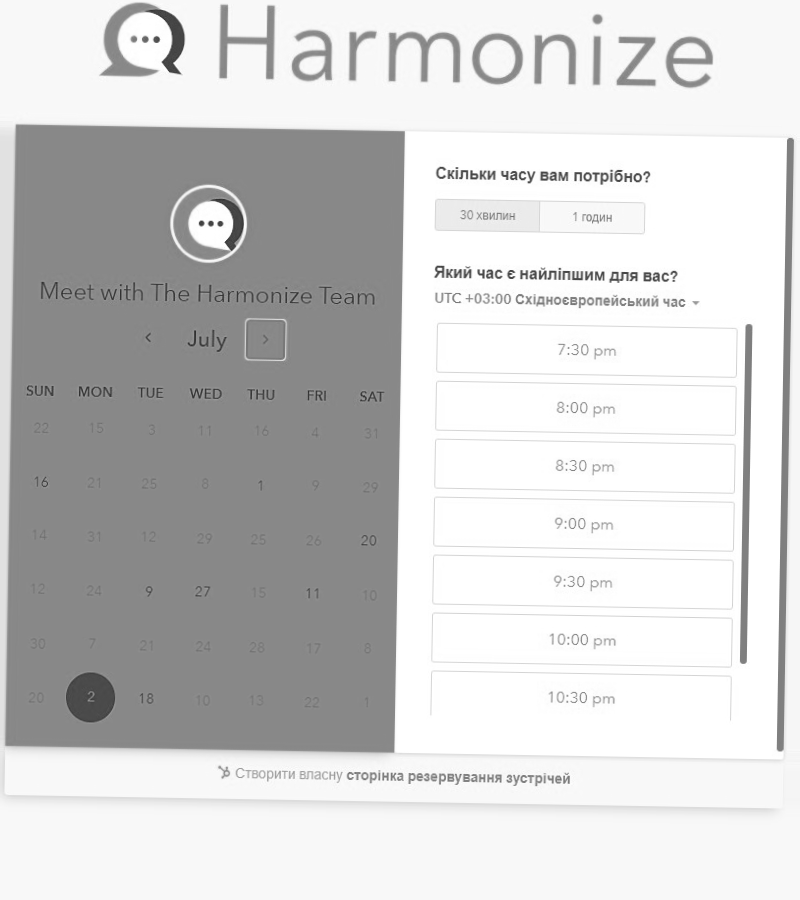 Harmonize
Meet with The Harmonize Team
July
SUN MON TUE WED THU FRI SAT
22 15 3 11 16 4 31
16 21 25 8 1 9 29
14 31 12 29 25 26 20
12 24 9 27 15 11 10
30 7 21 24 28 17 8
20 2 18 10 13 22 1
Скільки часу вам потрібно?
30 хвилин 1 годин
Який час є найліпшим для вас?
UTC +03:00 Східноєвропейський час
7:30 pm
8:00 pm
8:30 pm
9:00 pm
9:30 pm
10:00 pm
10:30 pm
Створити власну сторінка резервування зустрічей